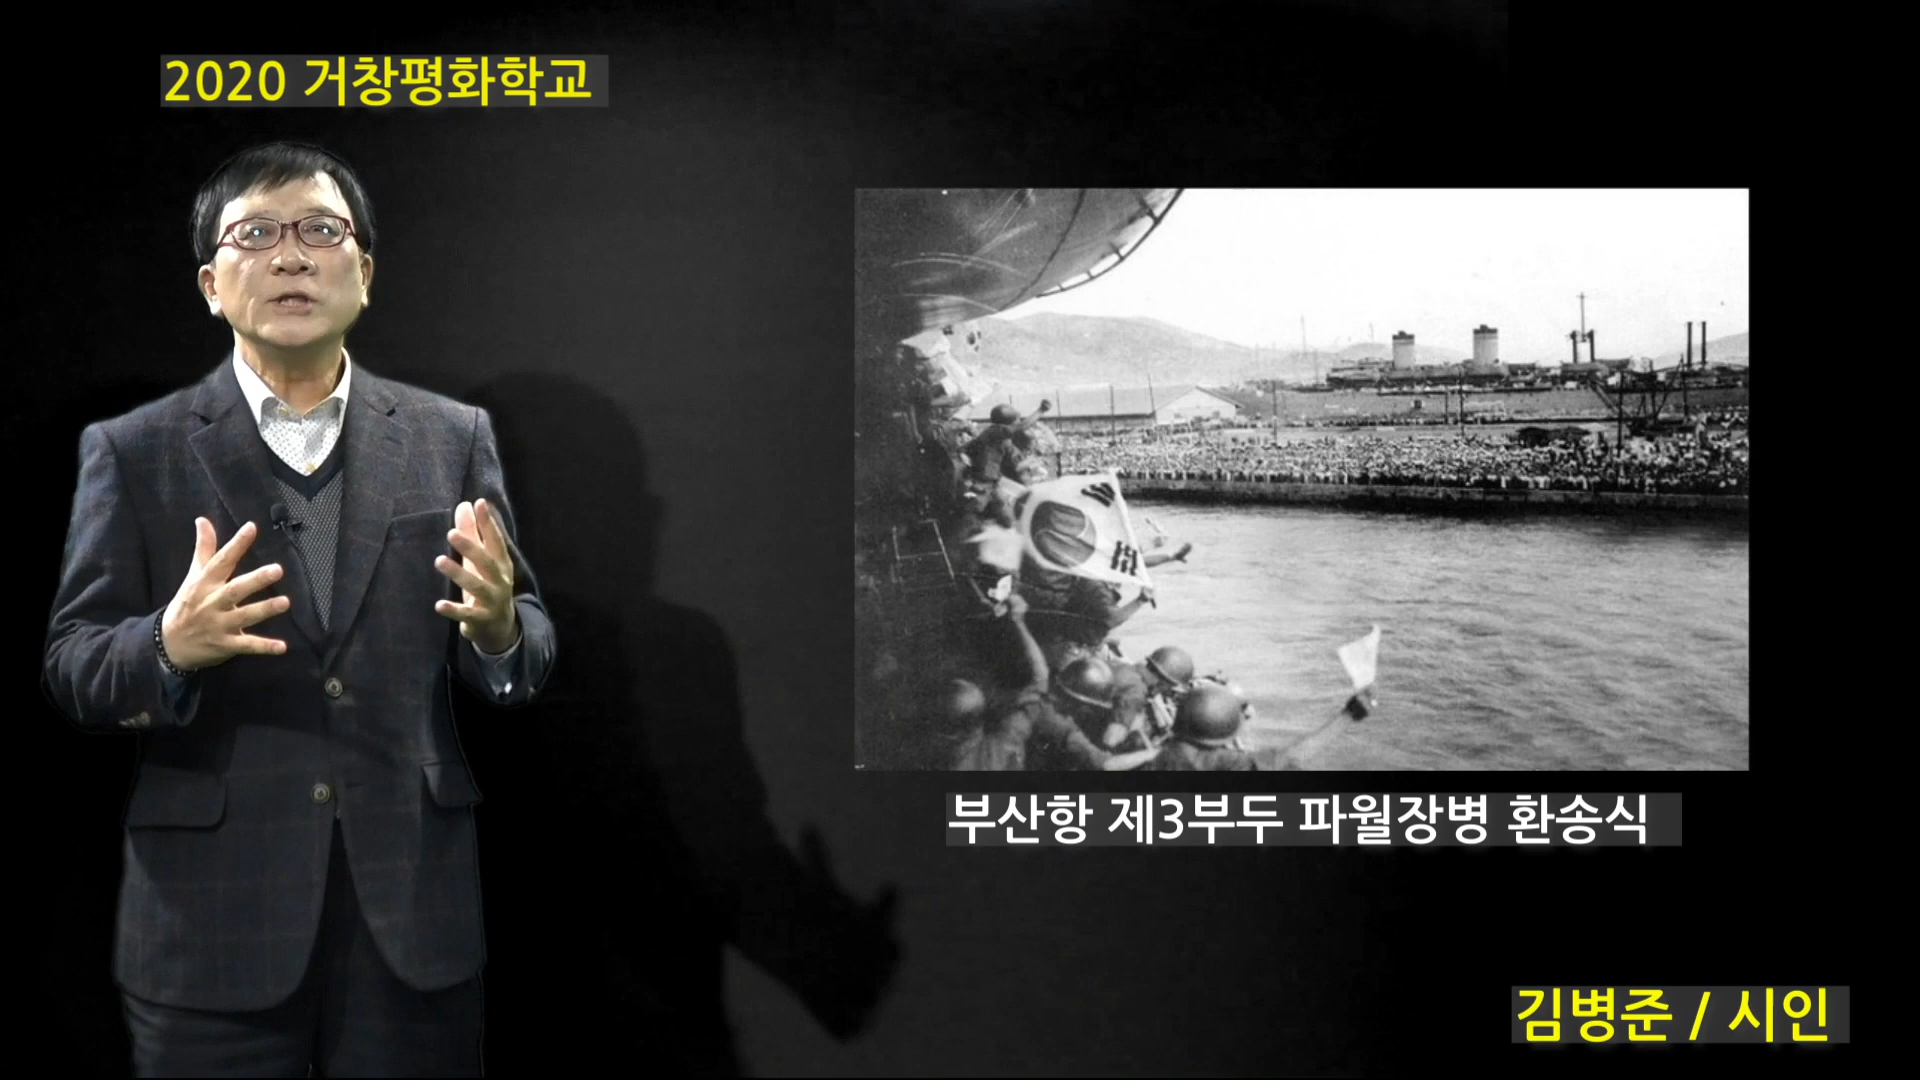 2020 거창평화학교
부산항 제3부두 파월장병 환송식
김병준 / 시인